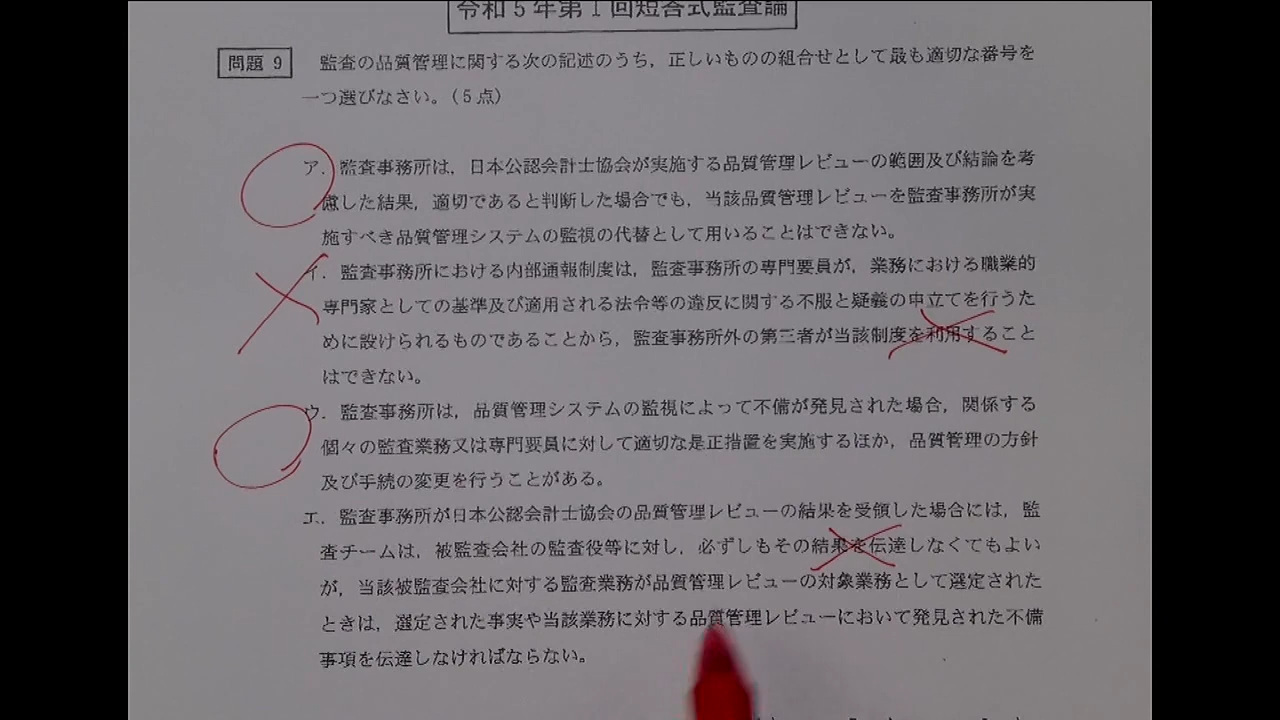 令和5年第1回短答式監査論
問題 9 監査の品質管理に関する次の記述のうち,正しいものの組合せとして最も適切な番号を
一つ選びなさい。(5点)
ア.監査事務所は,日本公認会計士協会が実施する品質管理レビューの範囲及び結論を考
慮した結果,適切であると判断した場合でも,当該品質管理レビューを監査事務所が実
施すべき品質管理システムの監視の代替として用いることはできない。
イ.監査事務所における内部通報制度は,監査事務所の専門要員が,業務における職業的
専門家としての基準及び適用される法令等の違反に関する不服と疑義の申立てを行うた
めに設けられるものであることから,監査事務所外の第三者が当該制度を利用すること
はできない。
ウ.監査事務所は,品質管理システムの監視によって不備が発見された場合,関係する
個々の監査業務又は専門要員に対して適切な是正措置を実施するほか,品質管理の方針
及び手続の変更を行うことがある。
エ.監査事務所が日本公認会計士協会の品質管理レビューの結果を受領した場合には,監
査チームは,被監査会社の監査役等に対し,必ずしもその結果を伝達しなくてもよい
が,当該被監査会社に対する監査業務が品質管理レビューの対象業務として選定された
ときは,選定された事実や当該業務に対する品質管理レビューにおいて発見された不備
事項を伝達しなければならない。